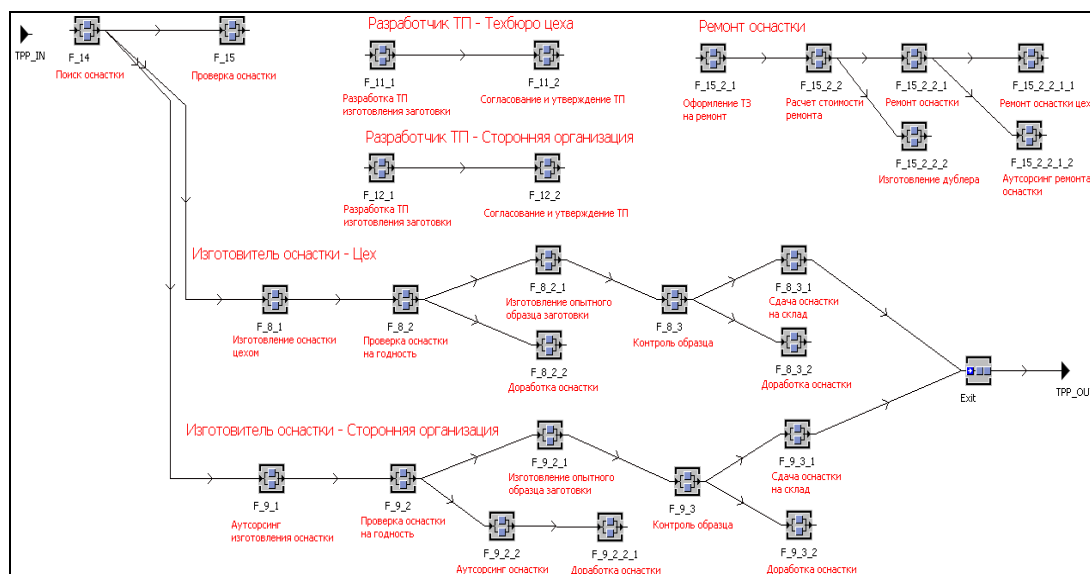 Разработчик ТП - Техбюро цеха
Ремонт оснастки
TPP_IN
F_14
Поиск оснастки
F_15
Проверка оснастки
F_11_1
Разработка ТП
изготовления заготовки
F_11_2
Согласование и утверждение ТП
F_15_2_1
Оформление ТЗ
на ремонт
F_15_2_2
Расчет стоимости
ремонта
F_15_2_2_1
Ремонт оснастки
F_15_2_2_1_1
Ремонт оснастки цех
Разработчик ТП - Сторонняя организация
F_15_2_2_2
Изготовление дублера
F_15_2_2_1_2
Аутсорсинг ремонта
оснастки
F_12_1
Разработка ТП
изготовления заготовки
F_12_2
Согласование и утверждение ТП
Изготовитель оснастки - Цех
F_8_1
Изготовление оснастки
цехом
F_8_2
Проверка оснастки
на годность
F_8_2_1
Изготовление опытного
образца заготовки
F_8_2_2
Доработка оснастки
F_8_3
Контроль образца
F_8_3_1
Сдача оснастки
на склад
F_8_3_2
Доработка оснастки
Exit
TPP_OU
Изготовитель оснастки - Сторонняя организация
F_9_1
Аутсорсинг
изготовления оснастки
F_9_2
Проверка оснастки
на годность
F_9_2_1
Изготовление опытного
образца заготовки
F_9_2_2
Аутсорсинг оснастки
F_9_2_2_1
Доработка оснастки
F_9_3
Контроль образца
F_9_3_1
Сдача оснастки
на склад
F_9_3_2
Доработка оснастки